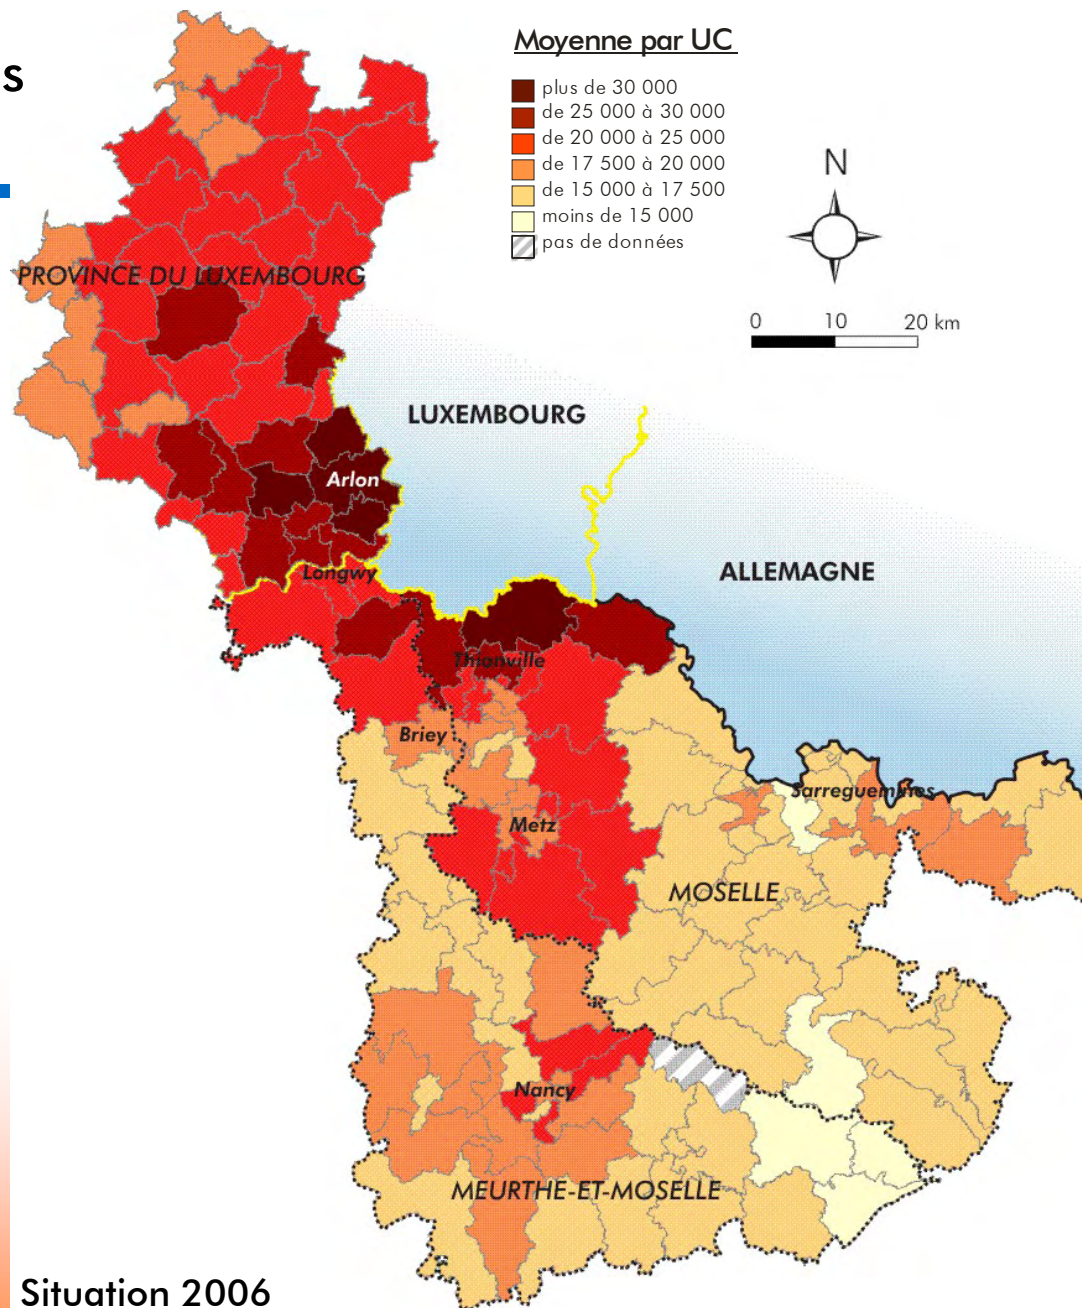 s
Moyenne par UC
plus de 30 000
de 25 000 à 30 000
de 20 000 à 25 000
de 17 500 à 20 000
de 15 000 à 17 500
moins de 15 000
pas de données
N
0 10 20 km
PROVINCE DU LUXEMBOURG
LUXEMBOURG
Arlon
ALLEMAGNE
Longwy
Thionville
Briey
Sarreguemines
Metz
MOSELLE
Nancy
MEURTHE-ET-MOSELLE
Situation 2006